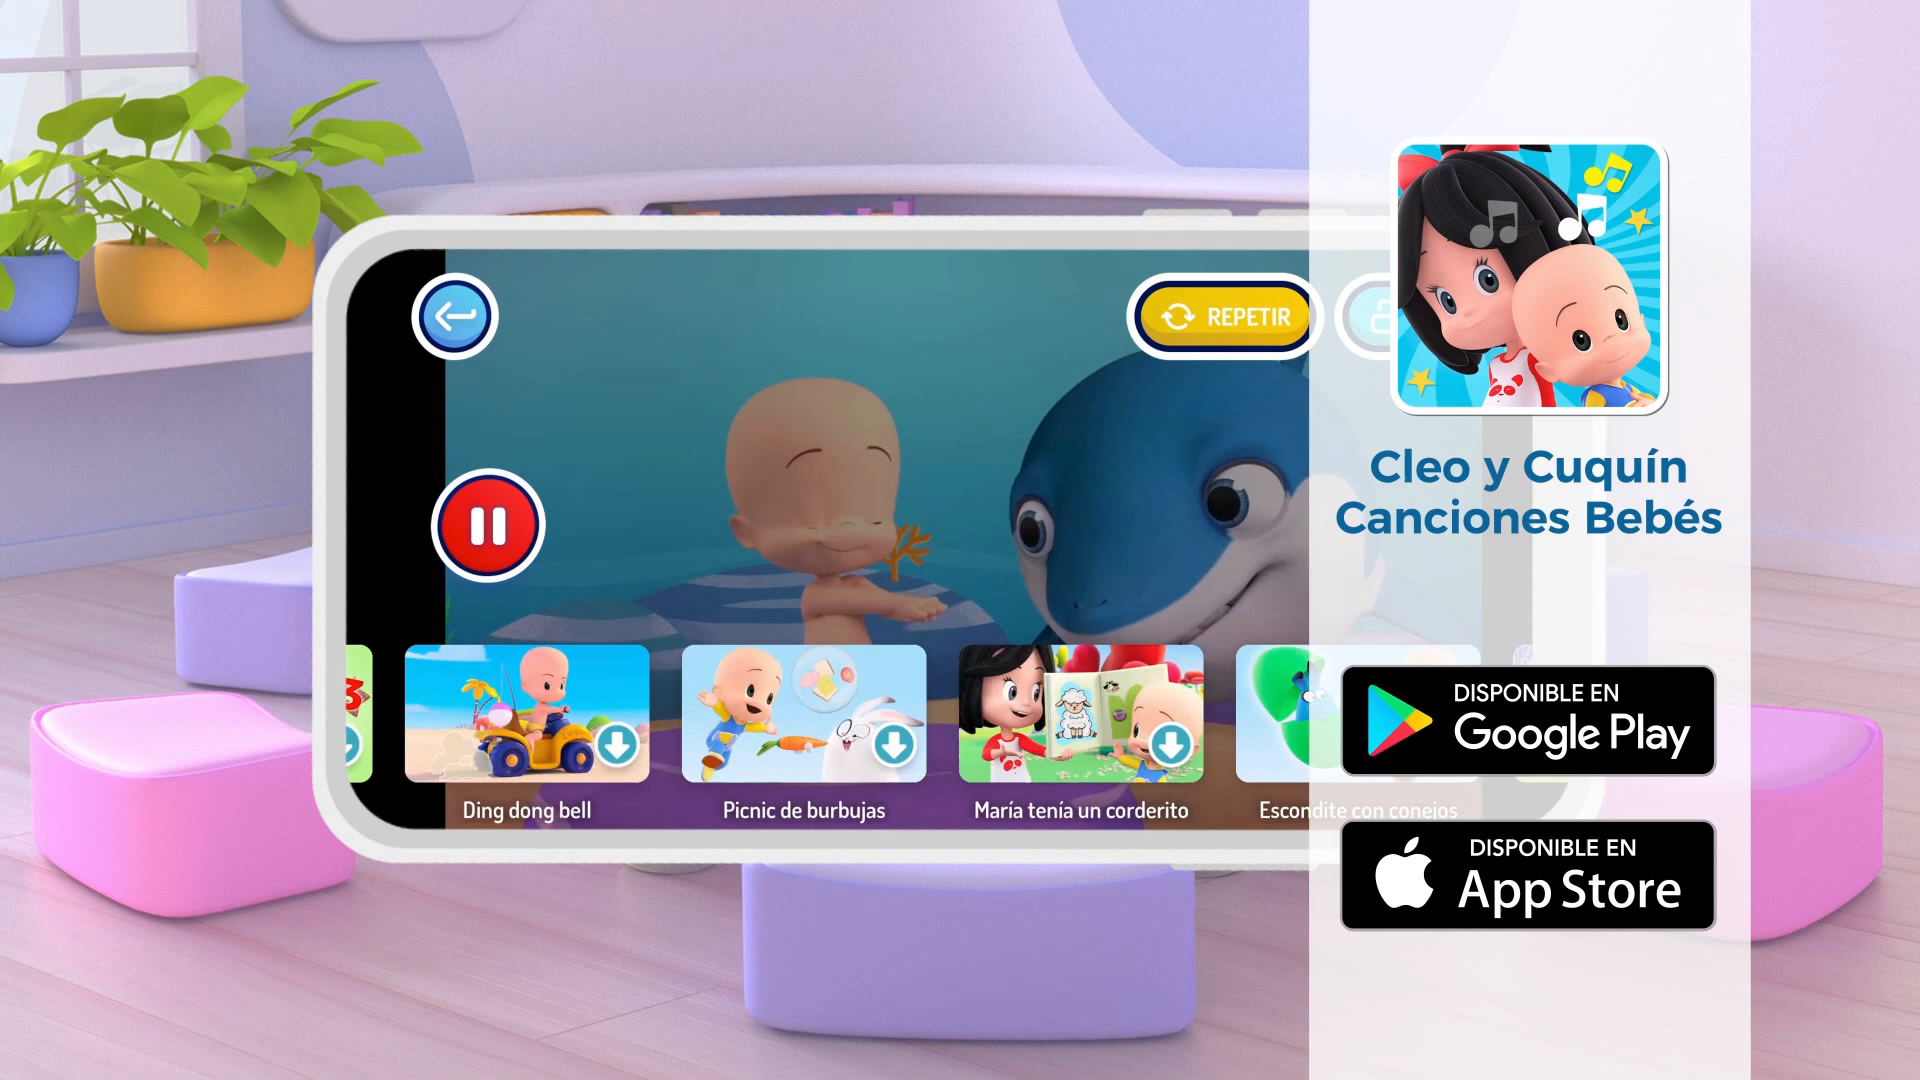 REPETIR
Cleo y Cuquín
Canciones Bebés
DISPONIBLE EN
Google Play
3
Ding dong bell
Picnic de burbujas
María tenía un corderito
Escondite con conejos
DISPONIBLE EN
App Store